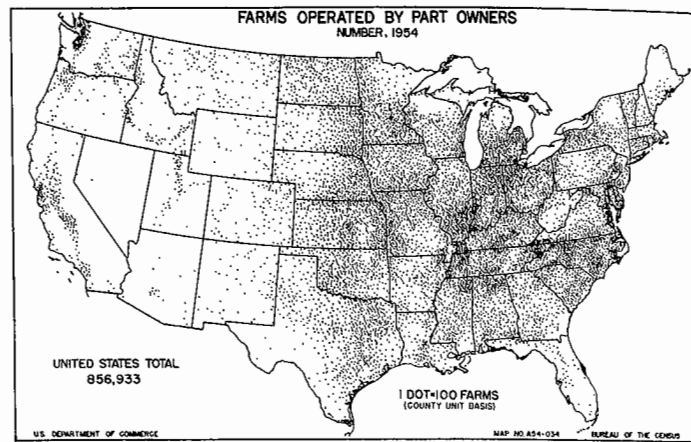 FARMS OPERATED BY PART OWNERS
NUMBER, 1954
UNITED STATES TOTAL
856,933
1 DOT=100 FARMS
(COUNTY UNIT BASIS)
U.S. DEPARTMENT OF COMMERCE
MAP NO. A54-034
BUREAU OF THE CENSUS